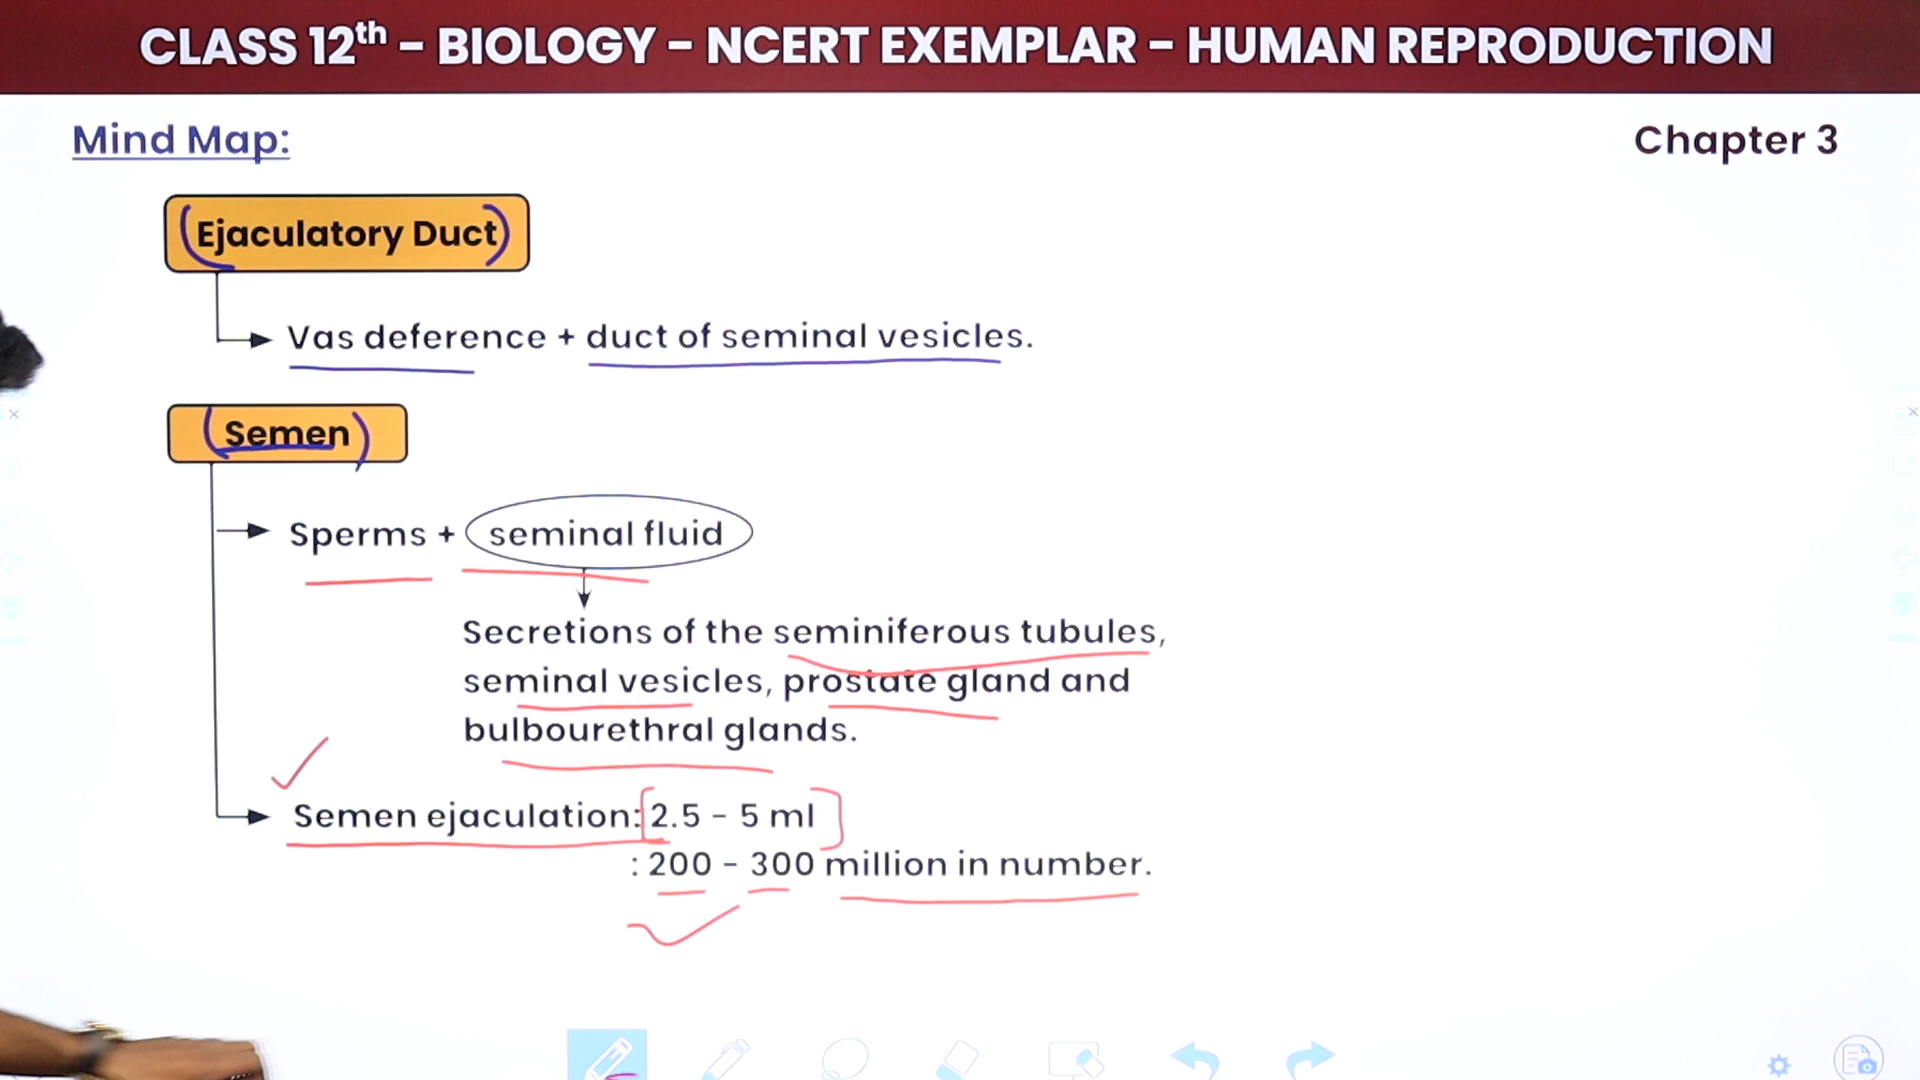 CLASS 12th – BIOLOGY – NCERT EXEMPLAR – HUMAN REPRODUCTION
Mind Map:
Chapter 3
Ejaculatory Duct
Vas deference + duct of seminal vesicles.
Semen
Sperms + seminal fluid
Secretions of the seminiferous tubules,
seminal vesicles, prostate gland and
bulbourethral glands.
Semen ejaculation: 2.5 – 5 ml
: 200 – 300 million in number.